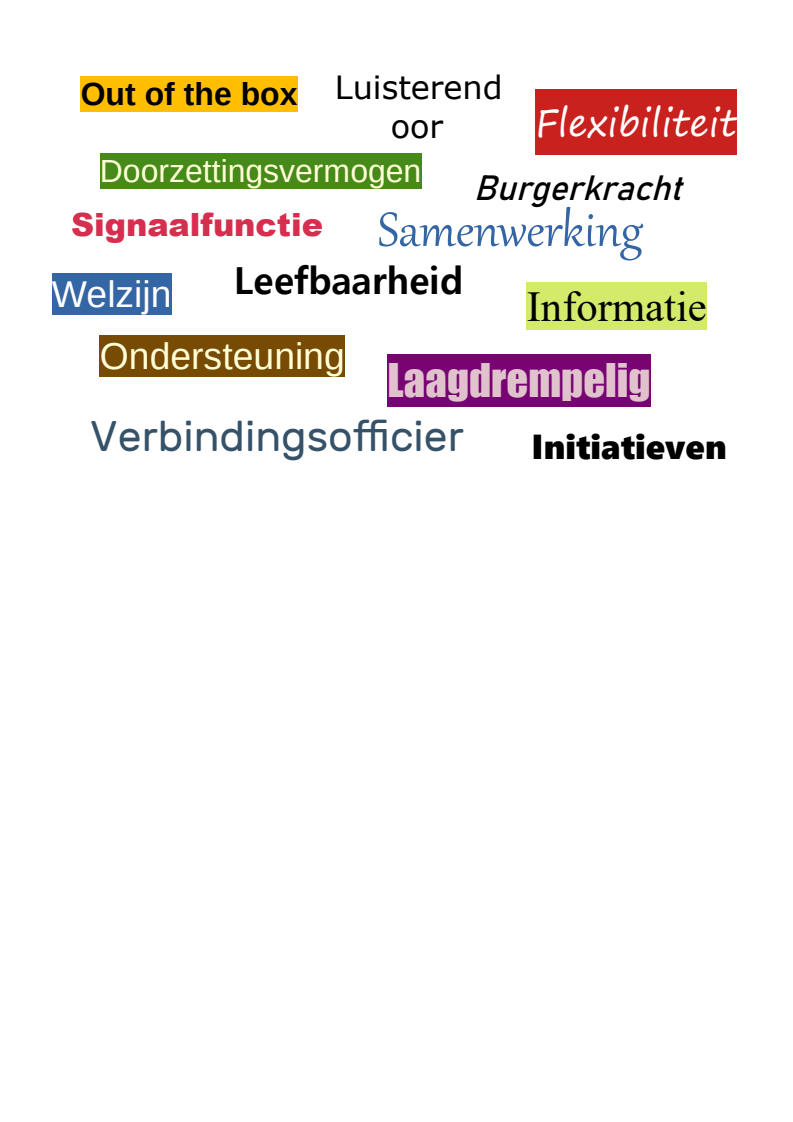 Out of the box
Luisterend
oor
Flexibiliteit
Doorzettingsvermogen
Burgerkracht
Signaalfunctie
Samenwerking
Welzijn
Leefbaarheid
Informatie
Ondersteuning
Laagdrempelig
Verbindingsofficier
Initiatieven